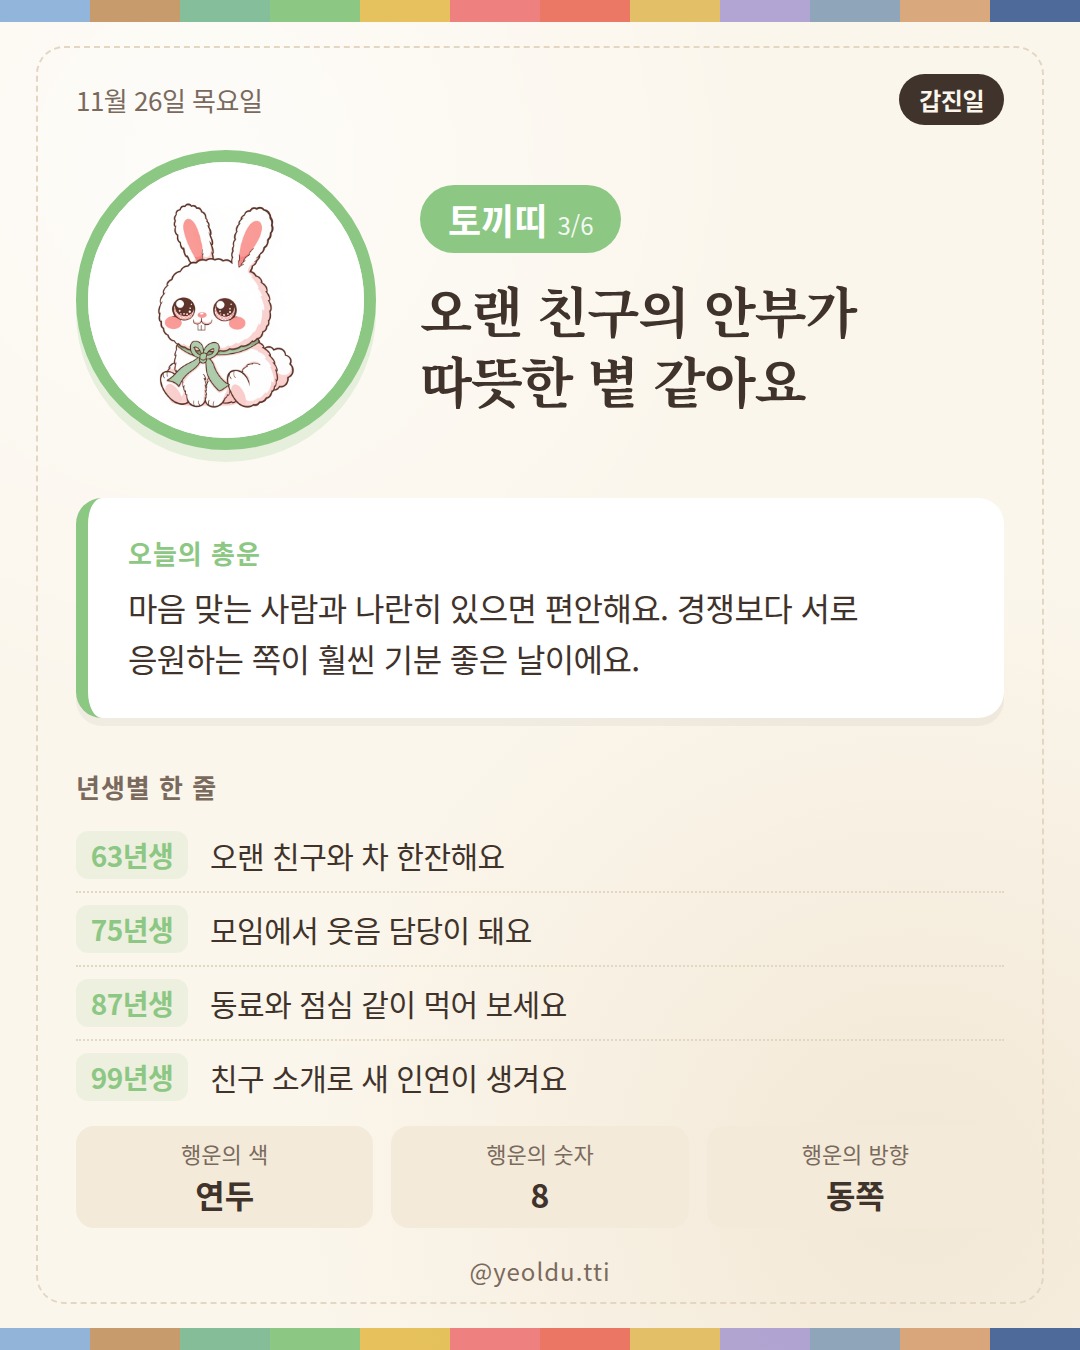 11월 26일 목요일
갑진일
토끼띠 3/6
오랜 친구의 안부가
따뜻한 볕 같아요
오늘의 총운
마음 맞는 사람과 나란히 있으면 편안해요. 경쟁보다 서로
응원하는 쪽이 훨씬 기분 좋은 날이에요.
년생별 한 줄
63년생 오랜 친구와 차 한잔해요
75년생 모임에서 웃음 담당이 돼요
87년생 동료와 점심 같이 먹어 보세요
99년생 친구 소개로 새 인연이 생겨요
행운의 색
연두
행운의 숫자
8
행운의 방향
동쪽
@yeoldu.tti